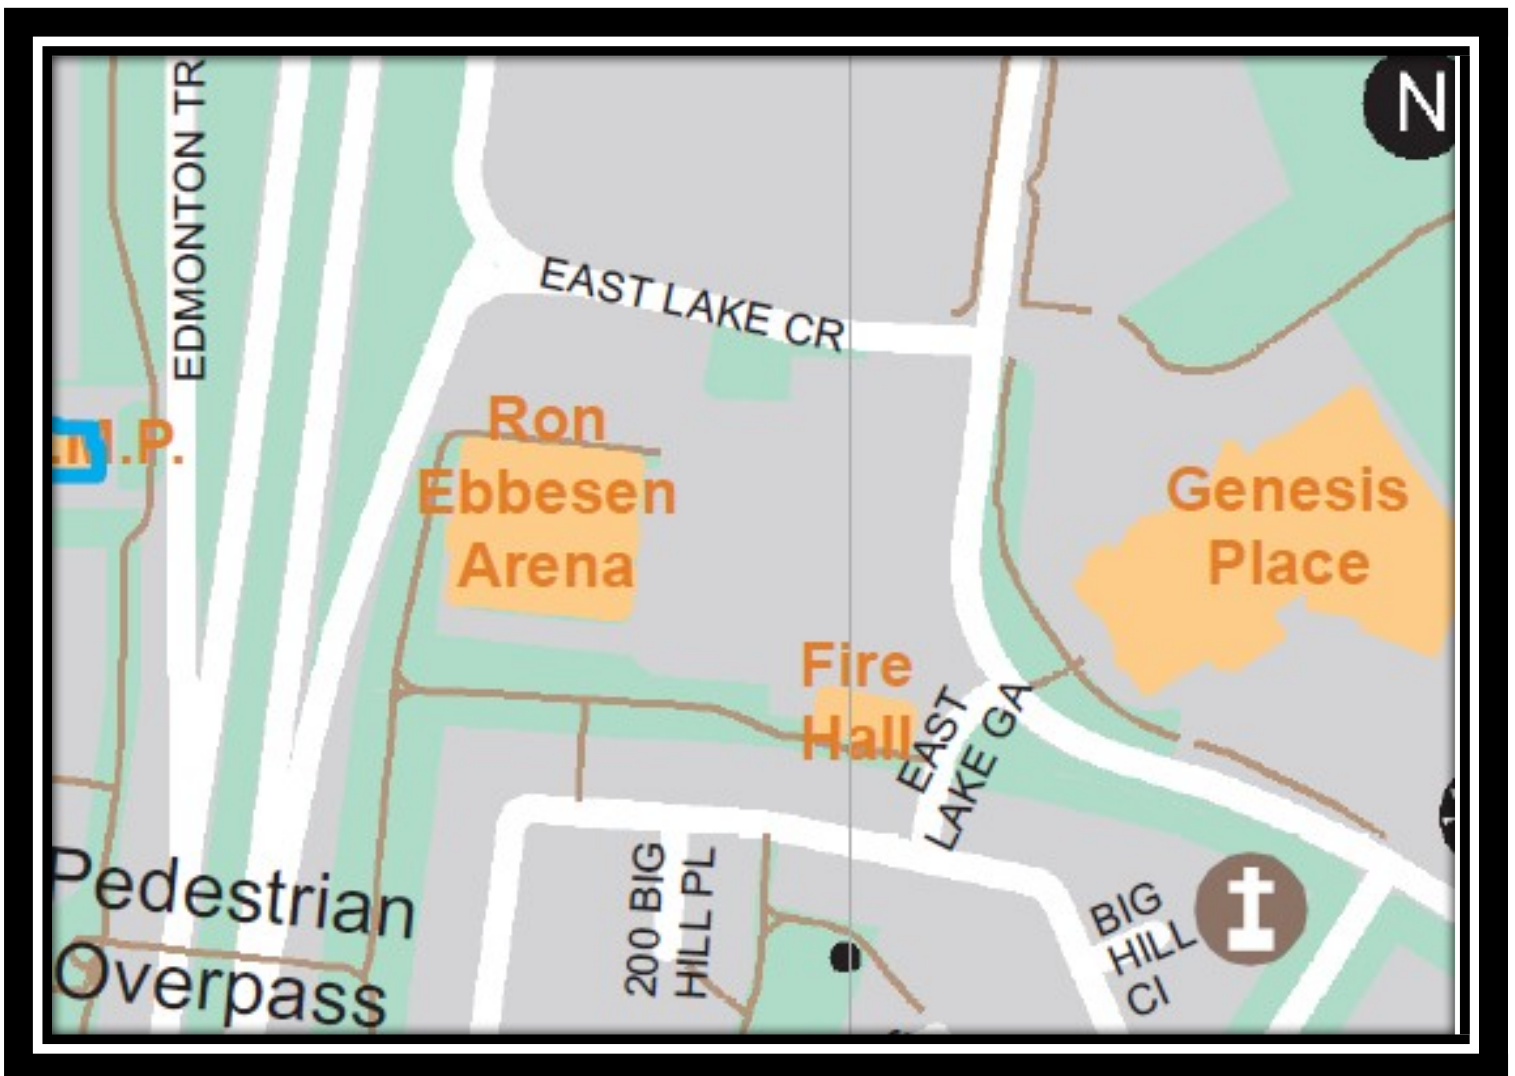 EDMONTON TR
N
EAST LAKE CR
Ron
Ebbesen
Arena
.M.P.
Genesis
Place
Fire
Hall
EAST
LAKE GA
200 BIG
HILL PL
BIG
HILL
CI
Pedestrian
Overpass